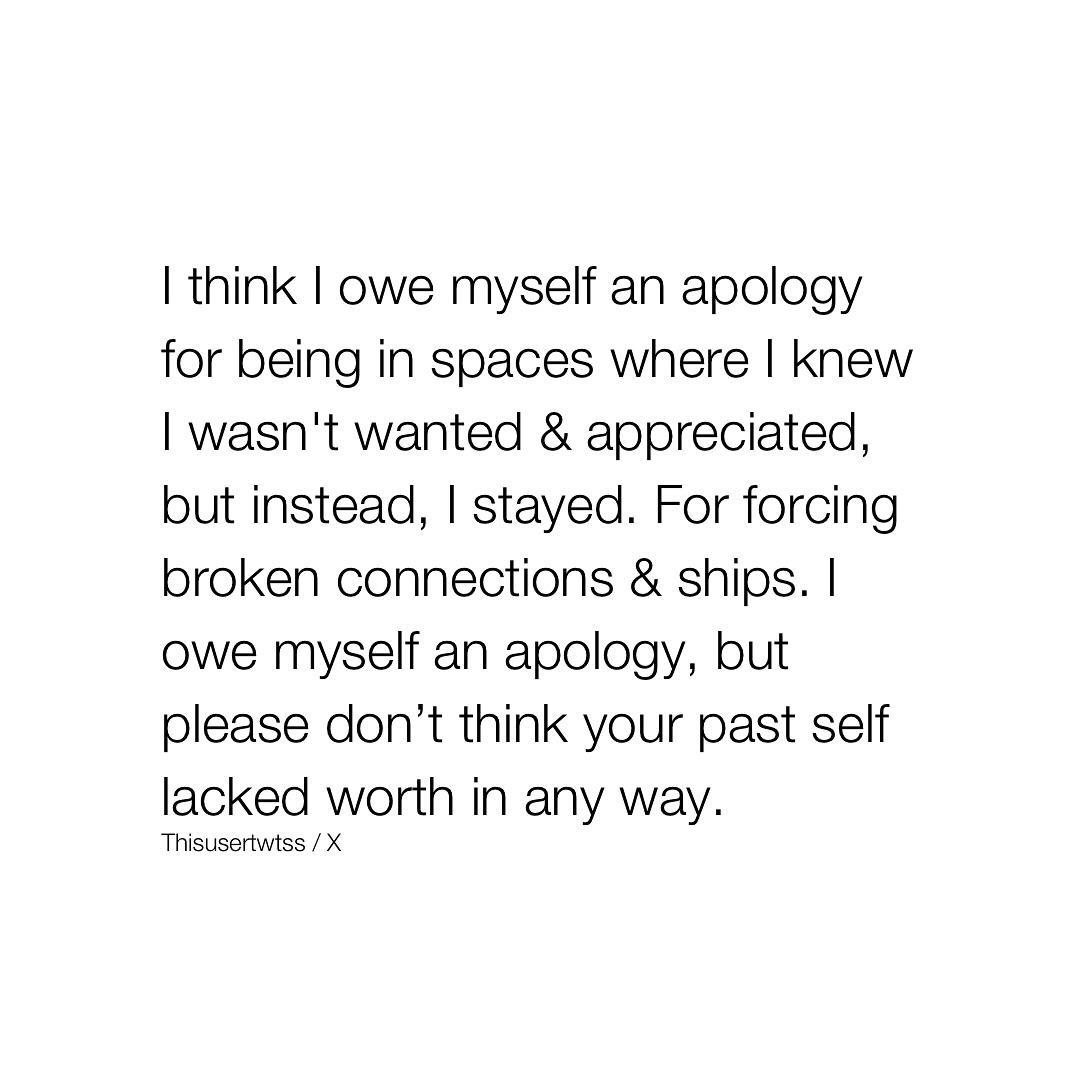 I think I owe myself an apology
for being in spaces where I knew
I wasn't wanted & appreciated,
but instead, I stayed. For forcing
broken connections & ships. I
owe myself an apology, but
please don’t think your past self
lacked worth in any way.
Thisusertwtss / X